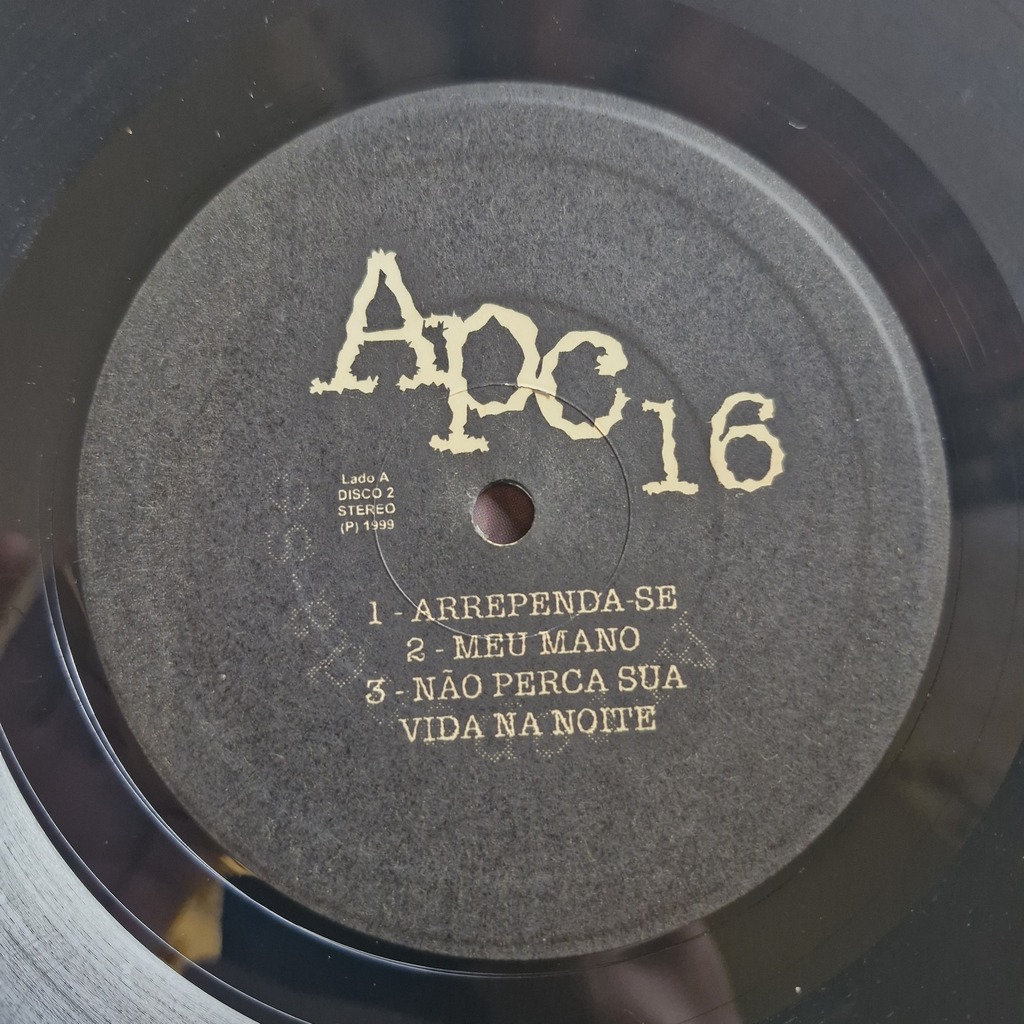 Apc 16
Lado A
DISCO 2
STEREO
(P) 1999
1 - ARREPENDA-SE
2 - MEU MANO
3 - NÃO PERCA SUA
VIDA NA NOITE